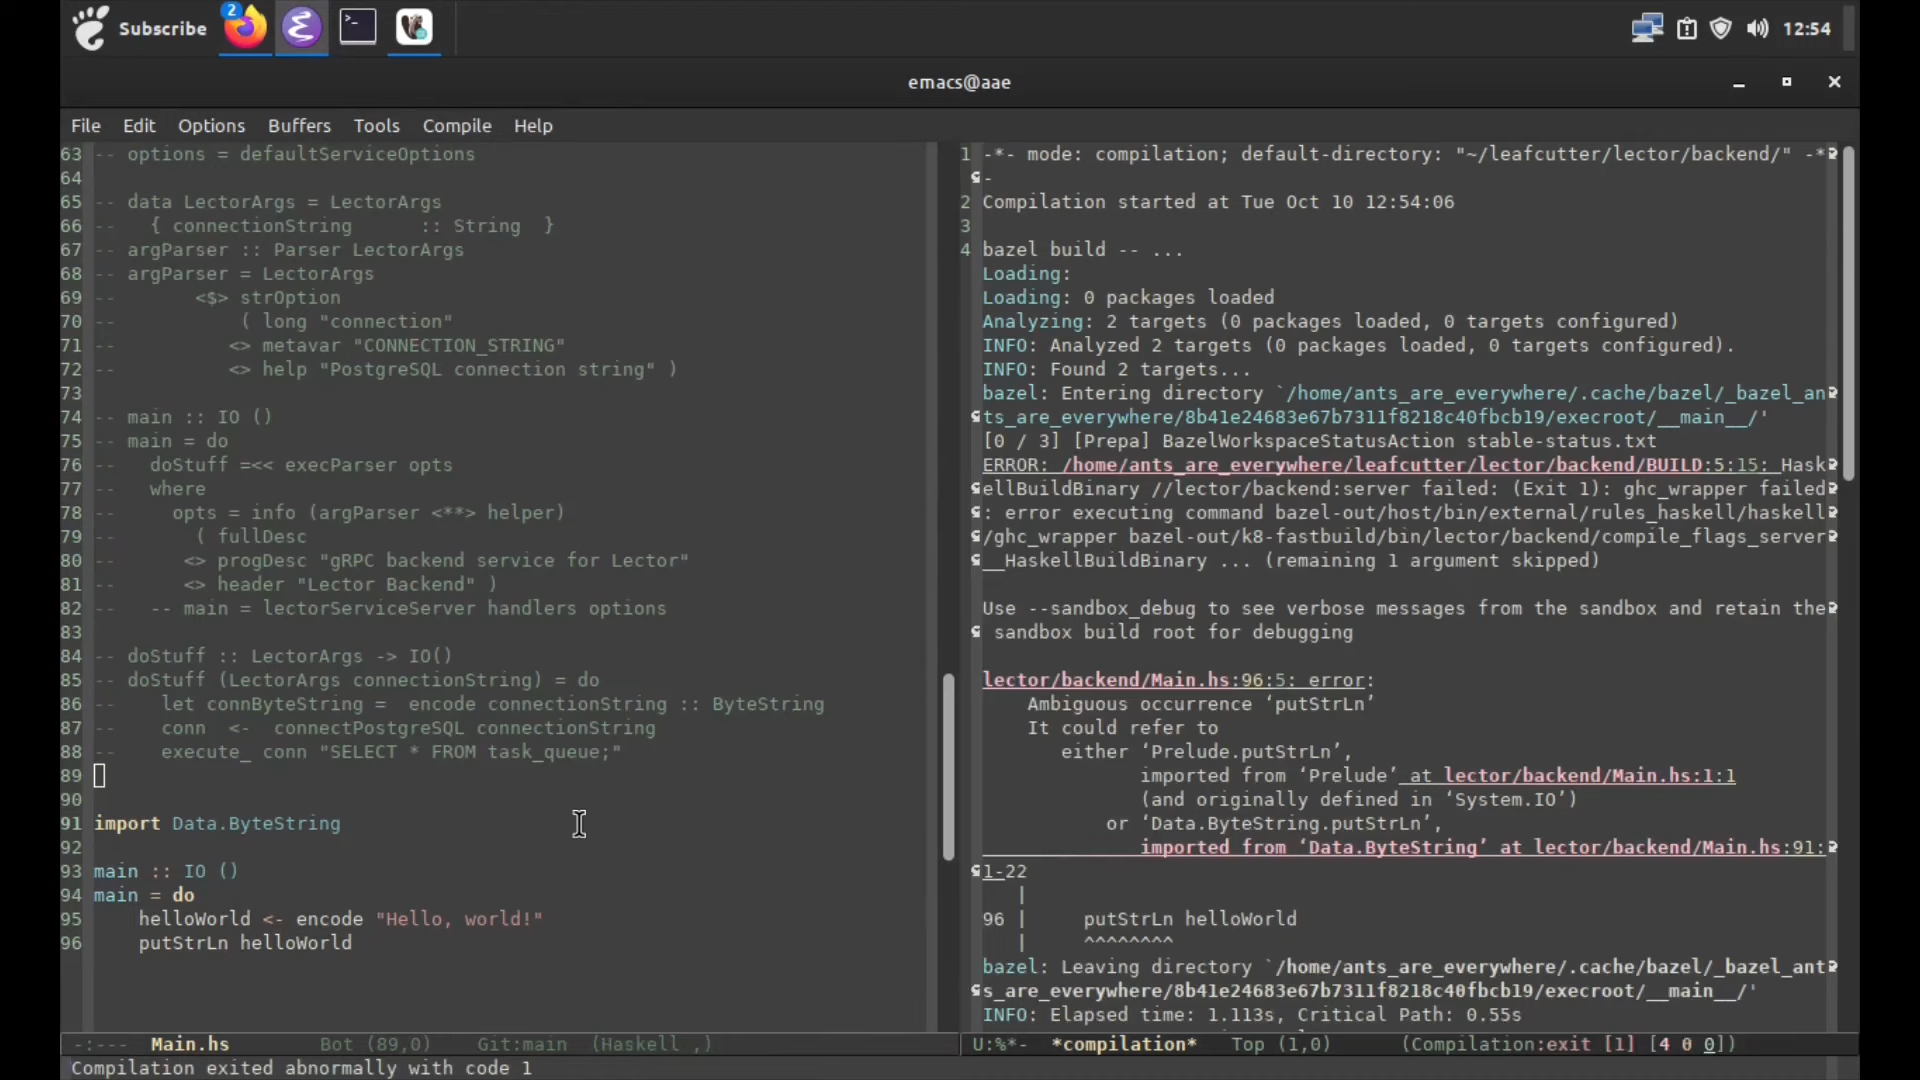 2
Subscribe
12:54
emacs@aae
File Edit Options Buffers Tools Compile Help
63 -- options = defaultServiceOptions
64
65 -- data LectorArgs = LectorArgs
66 --   { connectionString      :: String  }
67 -- argParser :: Parser LectorArgs
68 -- argParser = LectorArgs
69 --       <$> strOption
70 --           ( long "connection"
71 --          <> metavar "CONNECTION_STRING"
72 --          <> help "PostgreSQL connection string" )
73
74 -- main :: IO ()
75 -- main = do
76 --   doStuff =<< execParser opts
77 --   where
78 --     opts = info (argParser <**> helper)
79 --       ( fullDesc
80 --      <> progDesc "gRPC backend service for Lector"
81 --      <> header "Lector Backend" )
82 --   -- main = lectorServiceServer handlers options
83
84 -- doStuff :: LectorArgs -> IO()
85 -- doStuff (LectorArgs connectionString) = do
86 --    let connByteString =  encode connectionString :: ByteString
87 --    conn  <-  connectPostgreSQL connectionString
88 --    execute_ conn "SELECT * FROM task_queue;"
89
90
91 import Data.ByteString
92
93 main :: IO ()
94 main = do
95     helloWorld <- encode "Hello, world!"
96     putStrLn helloWorld
-:---  Main.hs        Bot (89,0)     Git:main  (Haskell ,)
1 -*- mode: compilation; default-directory: "~/leafcutter/lector/backend/" -*
-
2 Compilation started at Tue Oct 10 12:54:06
3
4 bazel build -- ...
Loading:
Loading: 0 packages loaded
Analyzing: 2 targets (0 packages loaded, 0 targets configured)
INFO: Analyzed 2 targets (0 packages loaded, 0 targets configured).
INFO: Found 2 targets...
bazel: Entering directory `/home/ants_are_everywhere/.cache/bazel/_bazel_an
ts_are_everywhere/8b41e24683e67b7311f8218c40fbcb19/execroot/__main__/'
[0 / 3] [Prepa] BazelWorkspaceStatusAction stable-status.txt
ERROR: /home/ants_are_everywhere/leafcutter/lector/backend/BUILD:5:15: Hask
ellBuildBinary //lector/backend:server failed: (Exit 1): ghc_wrapper failed
: error executing command bazel-out/host/bin/external/rules_haskell/haskell
/ghc_wrapper bazel-out/k8-fastbuild/bin/lector/backend/compile_flags_server
__HaskellBuildBinary ... (remaining 1 argument skipped)

Use --sandbox_debug to see verbose messages from the sandbox and retain the
 sandbox build root for debugging

lector/backend/Main.hs:96:5: error:
    Ambiguous occurrence ‘putStrLn’
    It could refer to
       either ‘Prelude.putStrLn’,
              imported from ‘Prelude’ at lector/backend/Main.hs:1:1
              (and originally defined in ‘System.IO’)
           or ‘Data.ByteString.putStrLn’,
              imported from ‘Data.ByteString’ at lector/backend/Main.hs:91:
1-22
   |
96 |     putStrLn helloWorld
   |     ^^^^^^^^
bazel: Leaving directory `/home/ants_are_everywhere/.cache/bazel/_bazel_ant
s_are_everywhere/8b41e24683e67b7311f8218c40fbcb19/execroot/__main__/'
INFO: Elapsed time: 1.113s, Critical Path: 0.55s
U:%*-  *compilation*   Top (1,0)      (Compilation:exit [1] [4 0 0])
Compilation exited abnormally with code 1